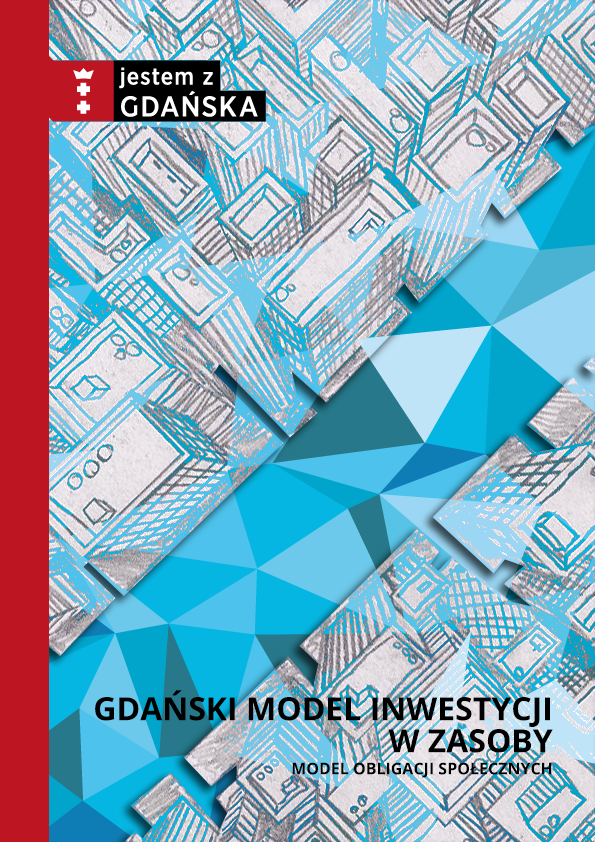 jestem z
GDAŃSKA
GDAŃSKI MODEL INWESTYCJI
W ZASOBY
MODEL OBLIGACJI SPOŁECZNYCH